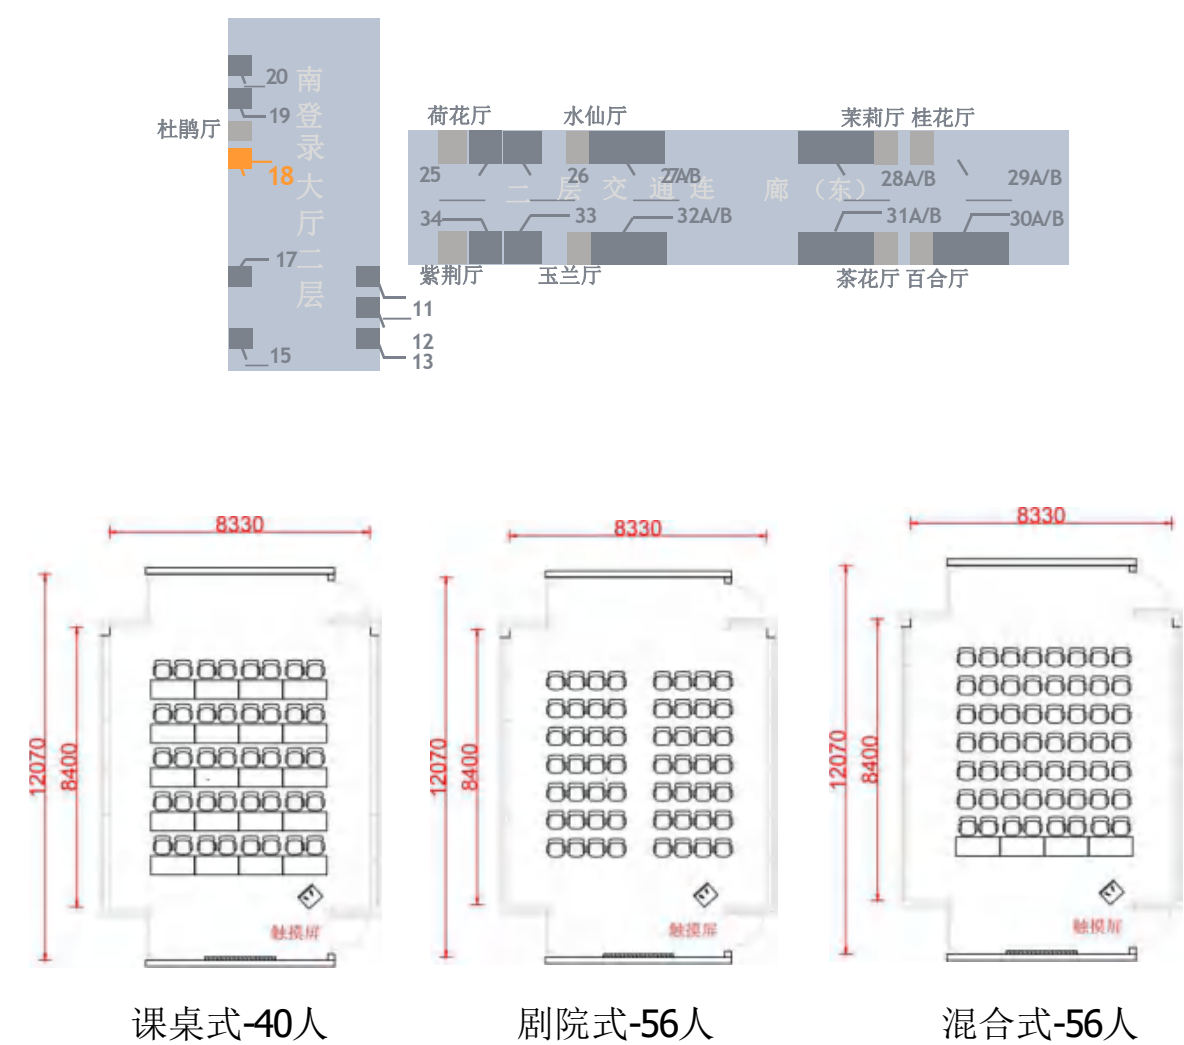 20
南登录大厅二层
19
杜鹃厅
18
17
11
12
13
15
荷花厅
水仙厅
茉莉厅 桂花厅
25
26
27A/B
28A/B
29A/B
二层交通连廊（东）
34
33
32A/B
31A/B
30A/B
紫荆厅
玉兰厅
茶花厅 百合厅
8330
12070
8400
触摸屏
课桌式-40人
8330
12070
8400
触摸屏
剧院式-56人
8330
12070
8400
触摸屏
混合式-56人